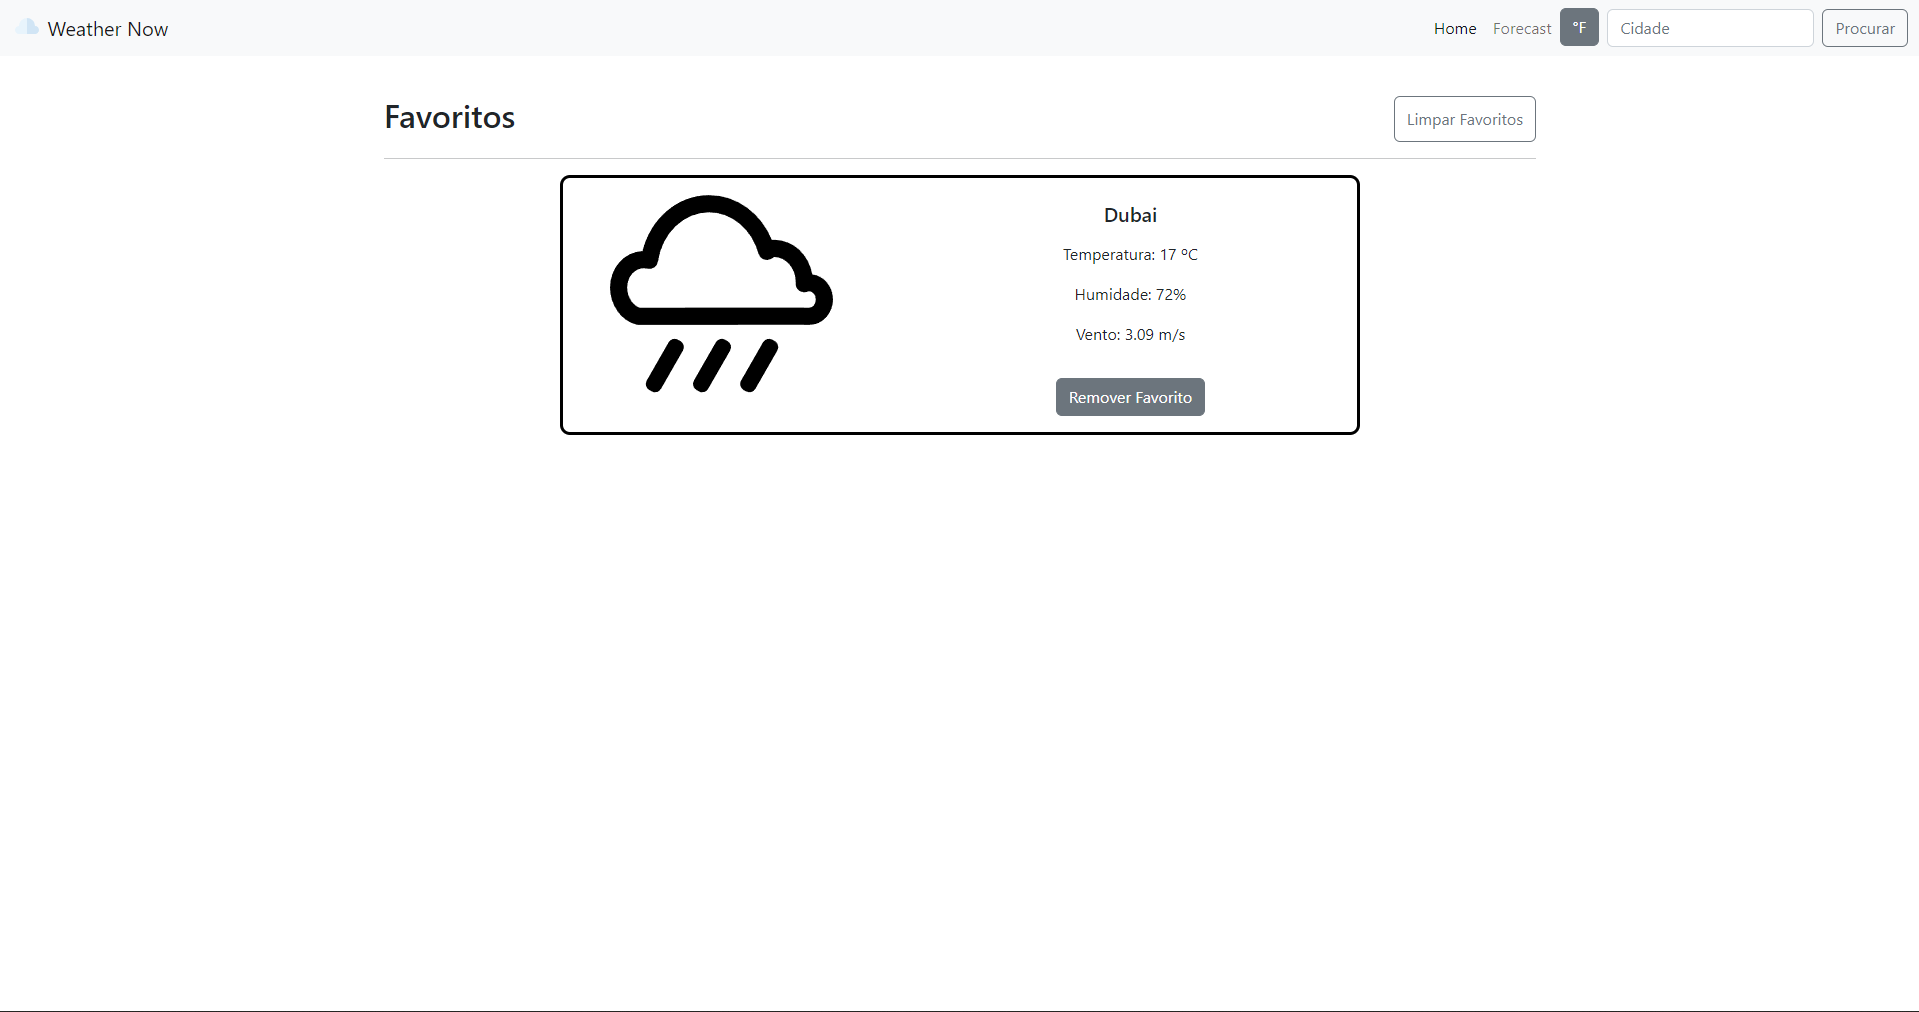 Weather Now
Home Forecast °F Cidade Procurar
Favoritos
Limpar Favoritos
Dubai
Temperatura: 17 ºC
Humidade: 72%
Vento: 3.09 m/s
Remover Favorito